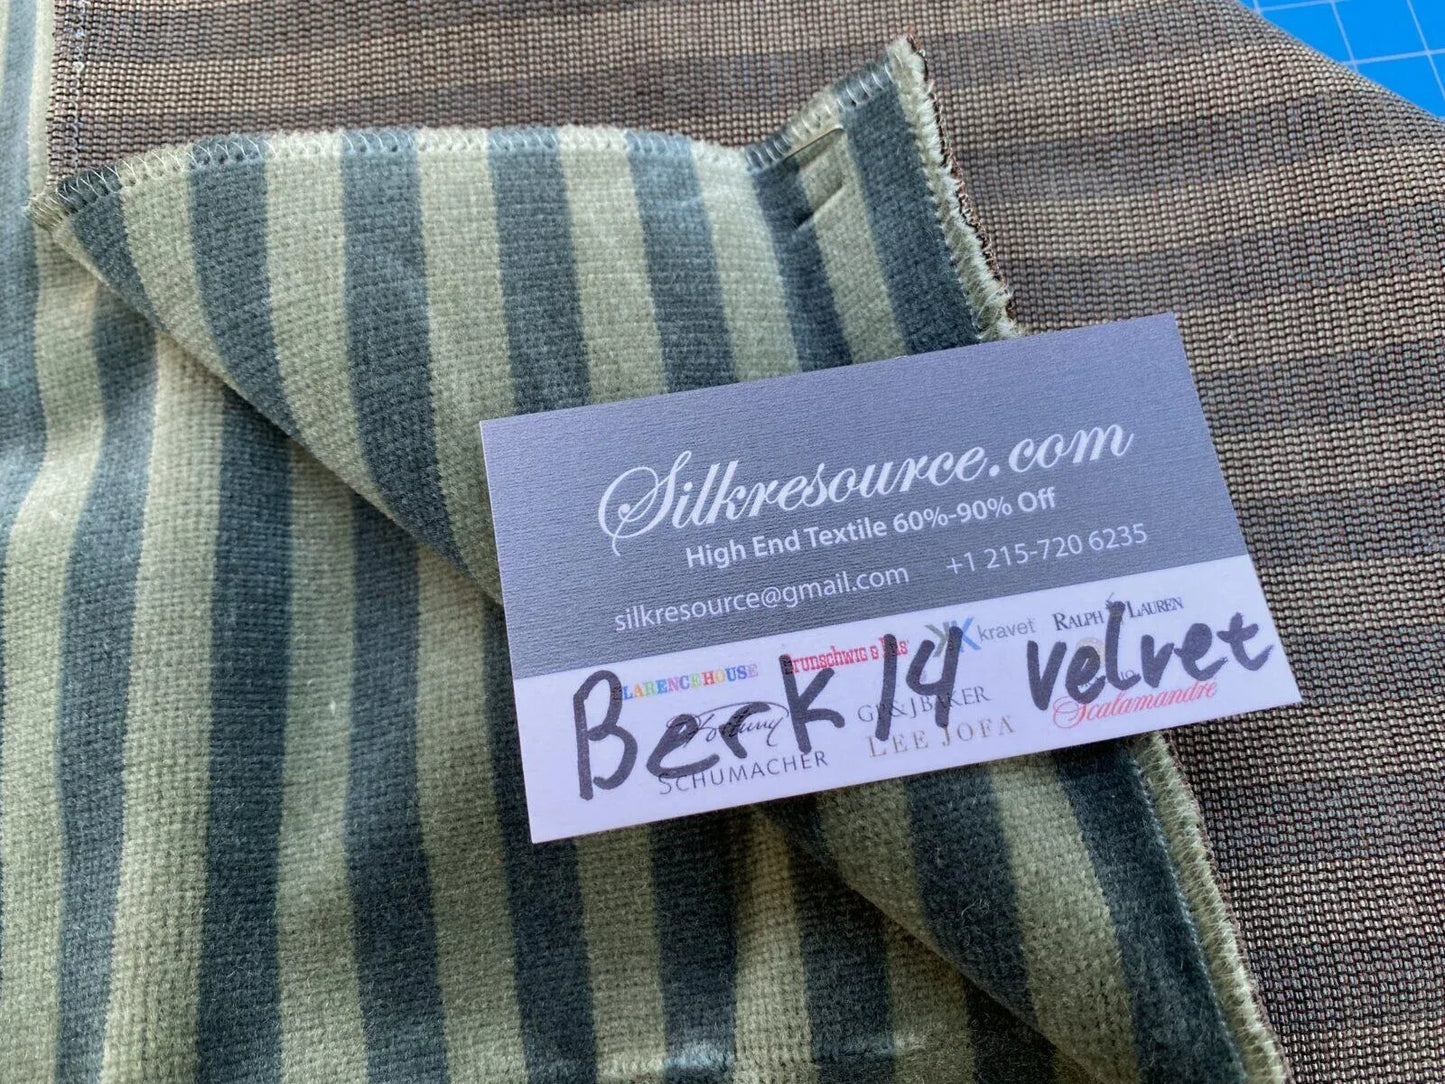 Silkresource.com
High End Textile 60%-90% Off
silkresource@gmail.com +1 215-720 6235
CLARENCE HOUSE Brunschwig & Fils kravet RALPH LAUREN
Beck 14 velvet
Fortuny GP & J BAKER
SCHUMACHER LEE JOFA Scalamandre